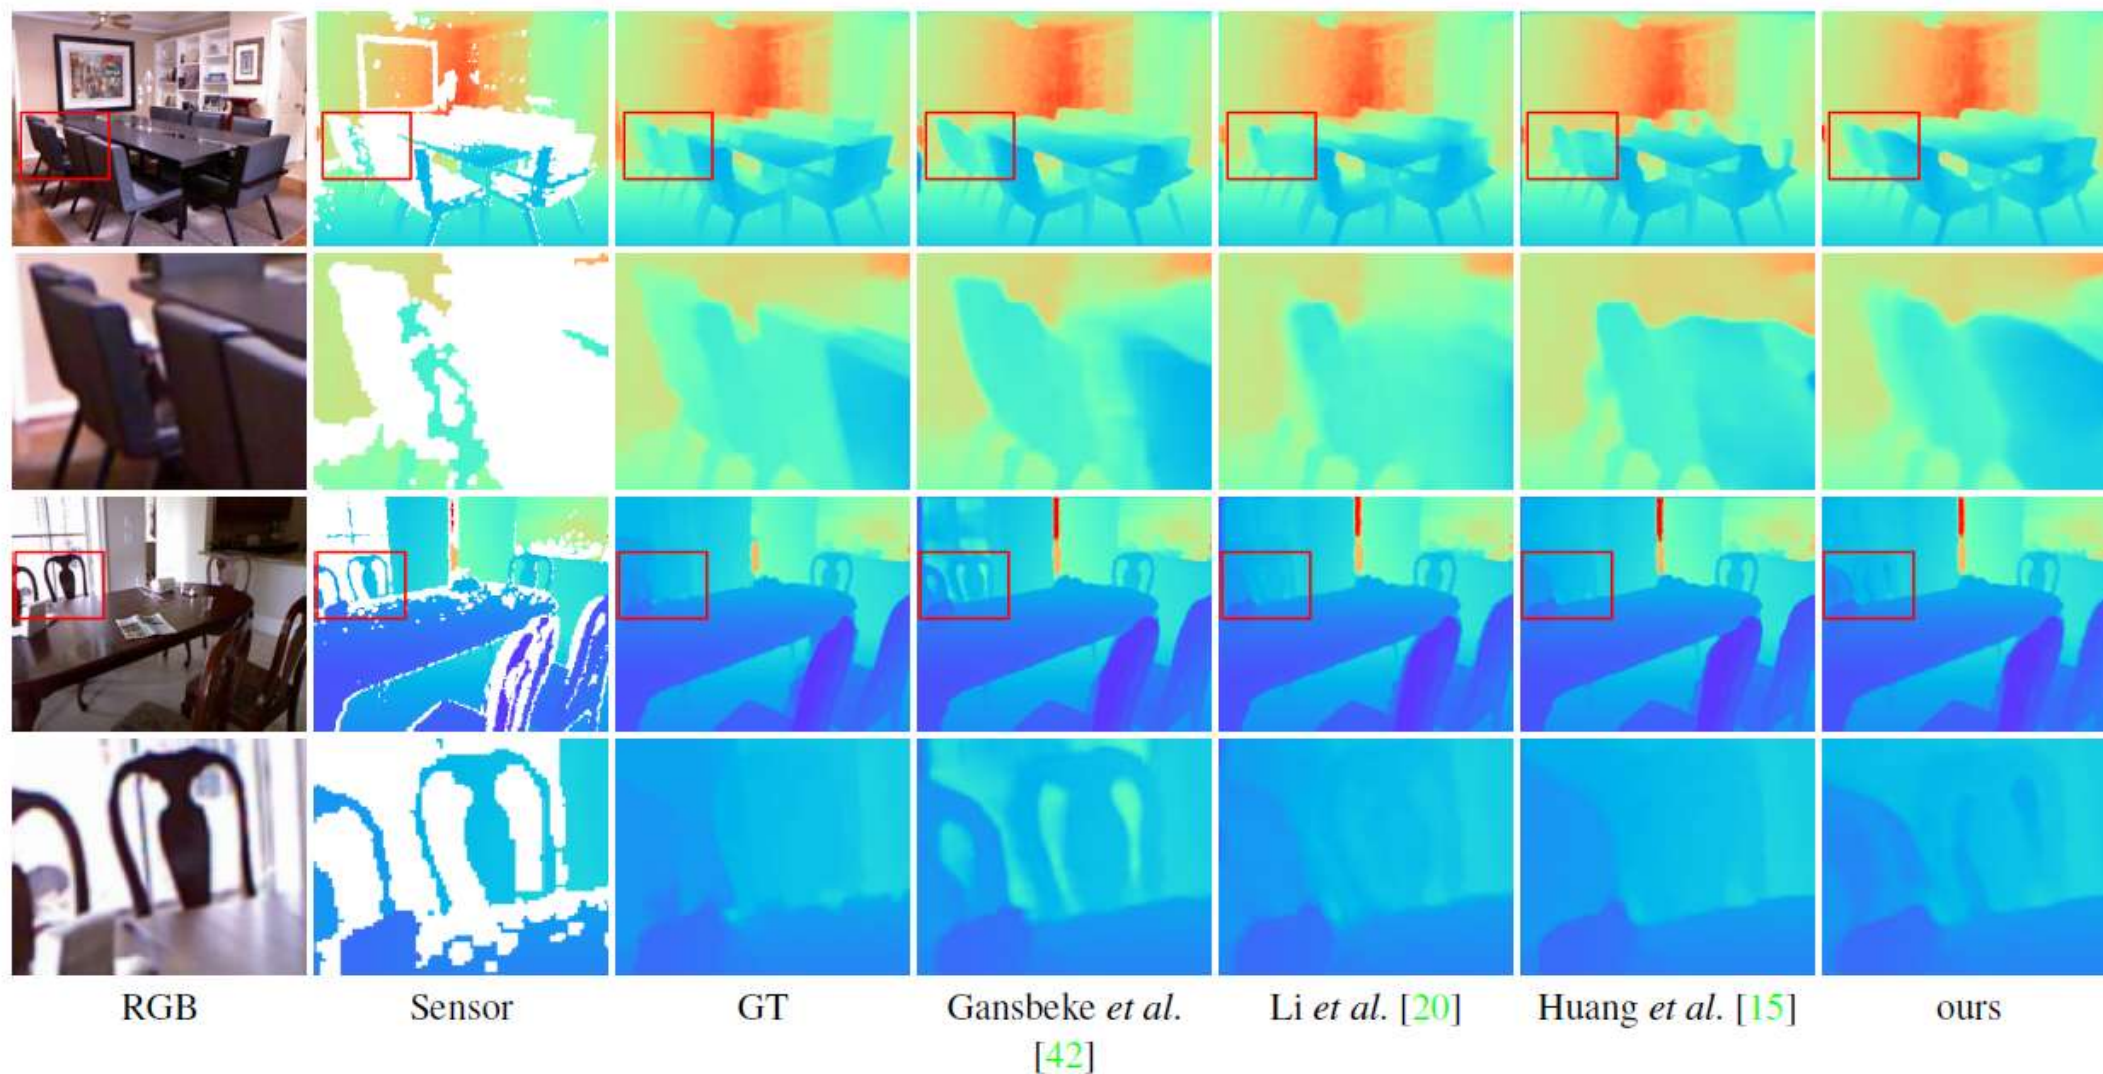 RGB Sensor GT Gansbeke et al. Li et al. [20] Huang et al. [15] ours
[42]